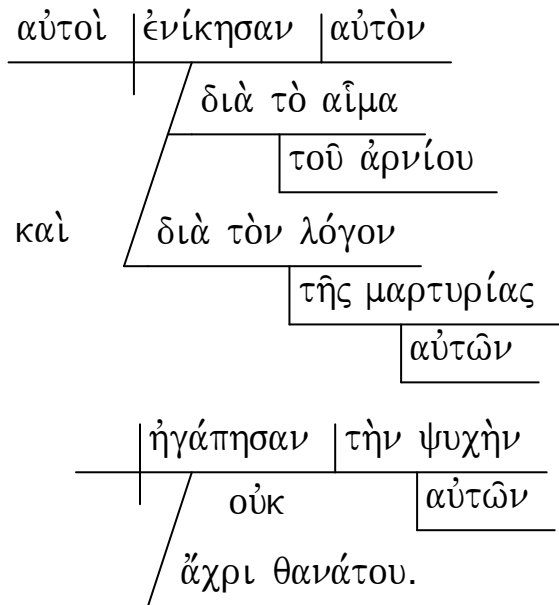 αὐτοὶ ἐνίκησαν αὐτὸν
διὰ τὸ αἷμα
τοῦ ἀρνίου
καὶ διὰ τὸν λόγον
τῆς μαρτυρίας
αὐτῶν
ἠγάπησαν τὴν ψυχὴν
οὐκ αὐτῶν
ἄχρι θανάτου.